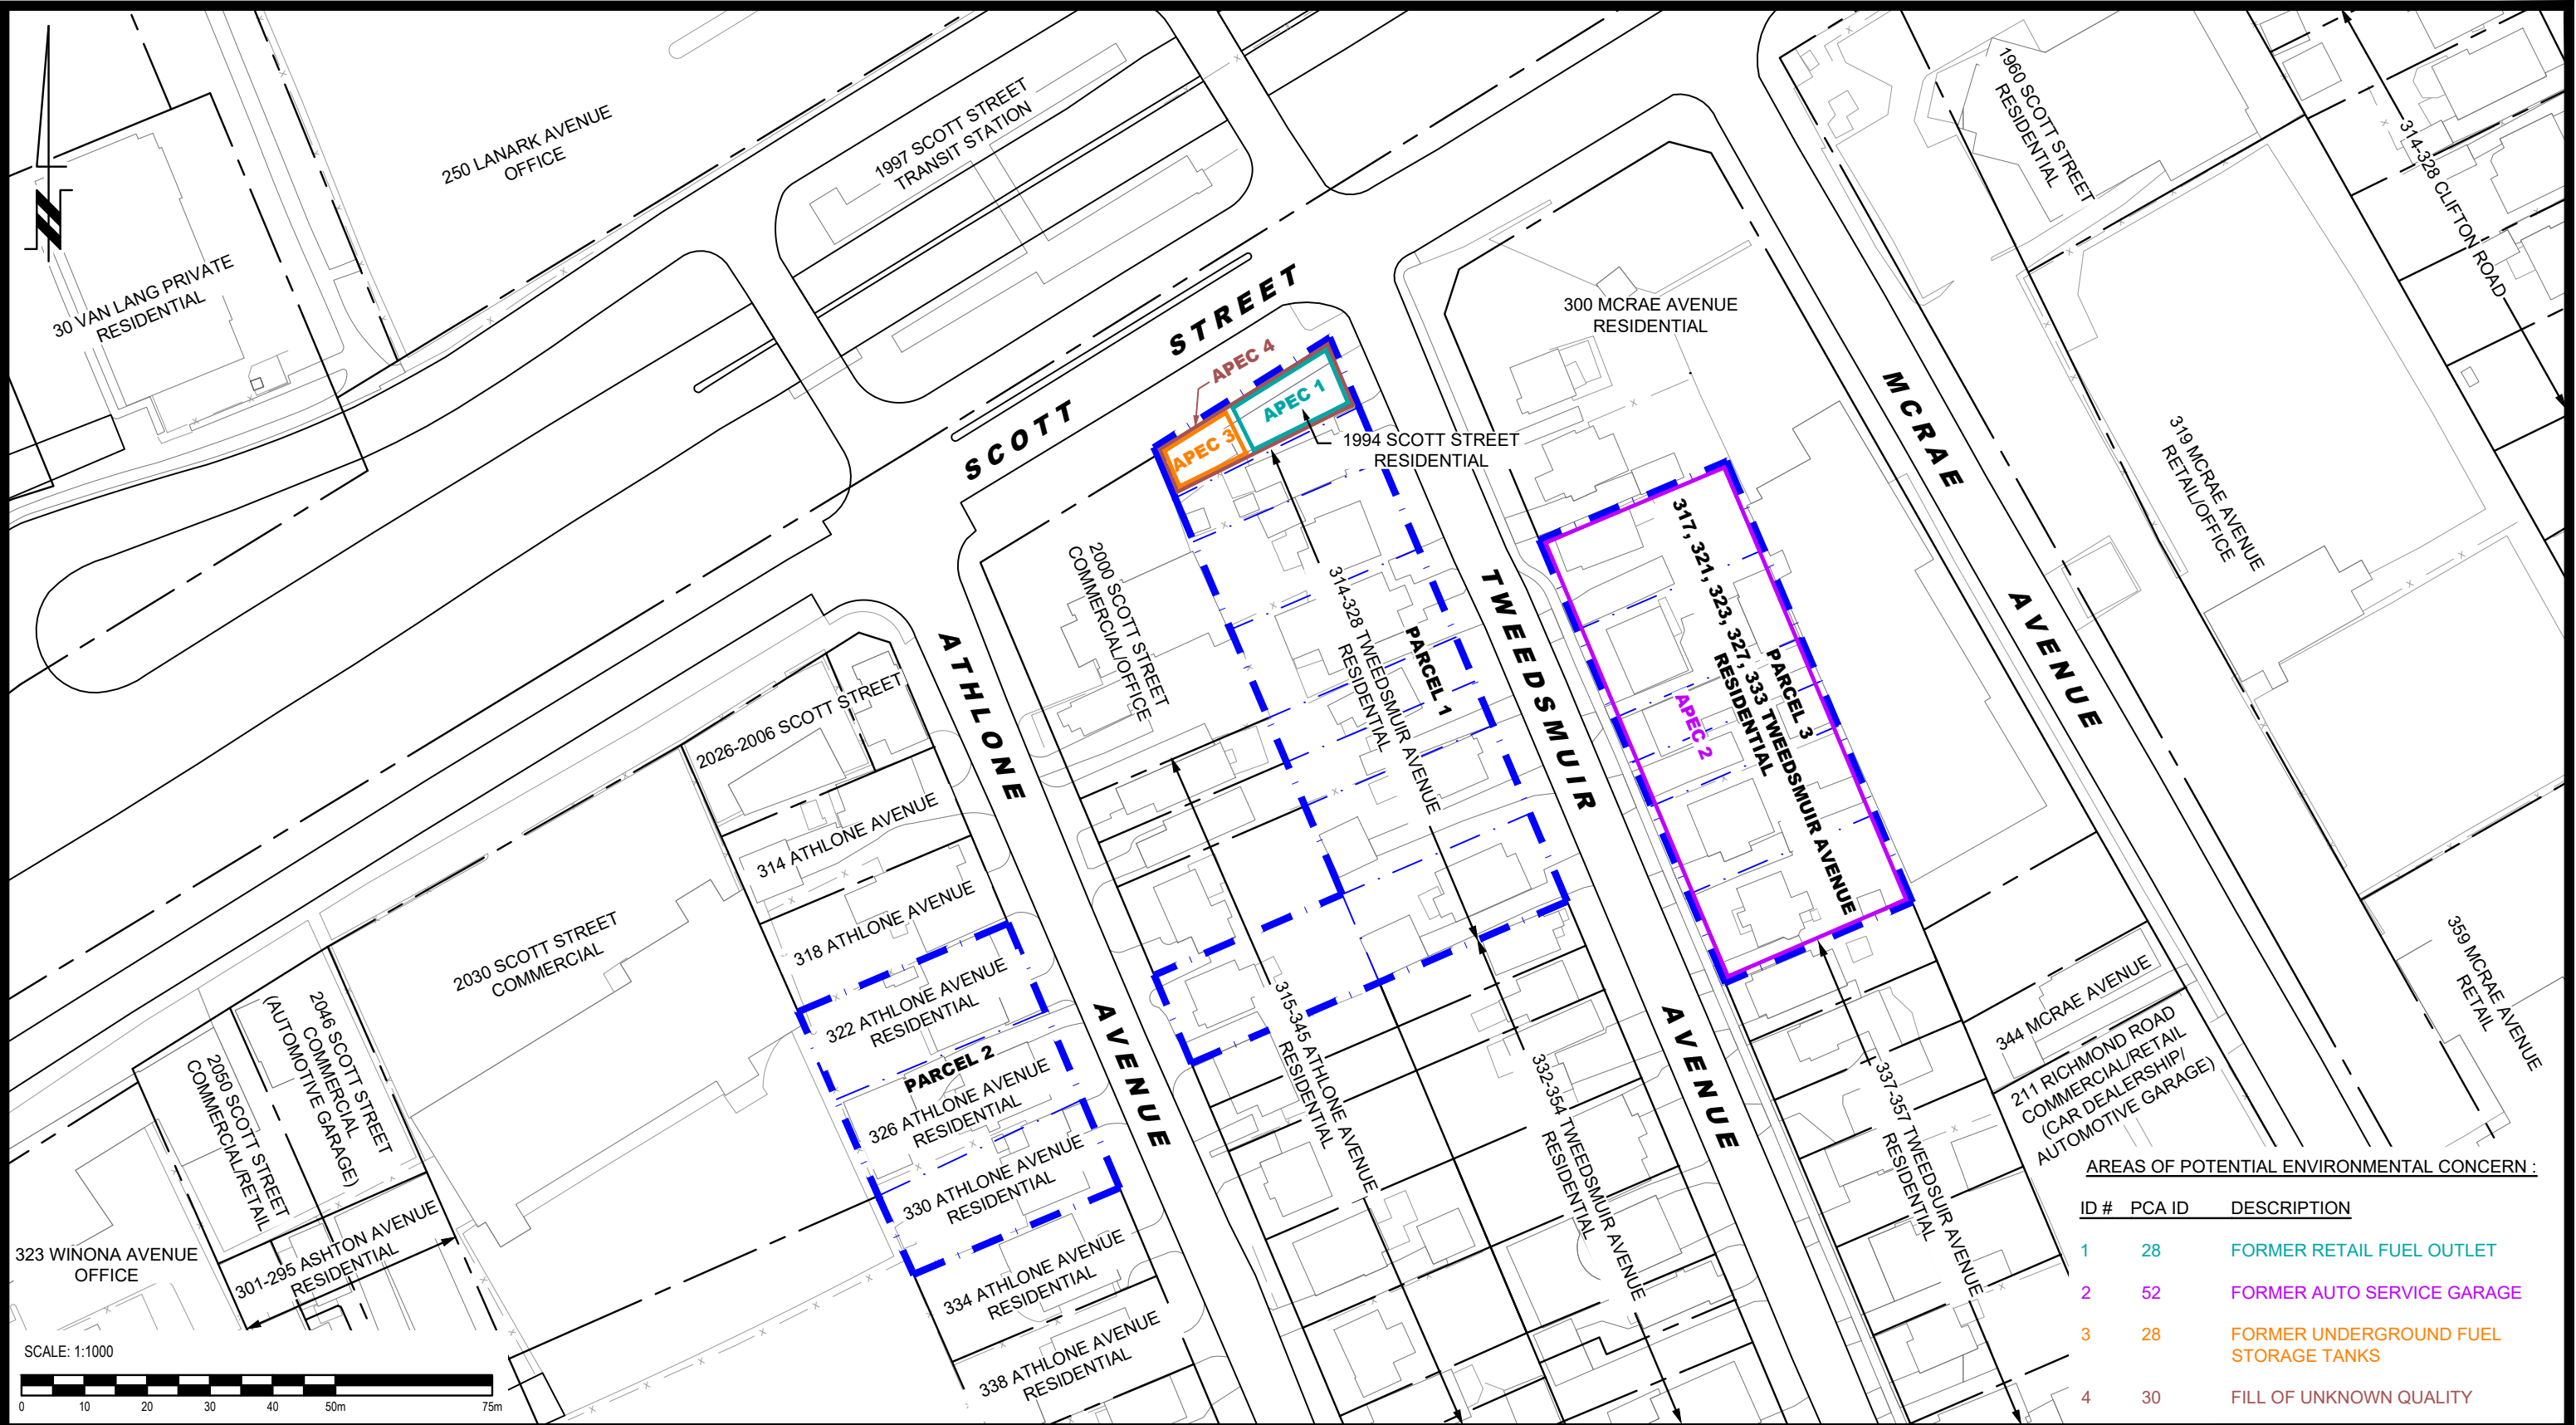 250 LANARK AVENUE
OFFICE
1997 SCOTT STREET
TRANSIT STATION
1960 SCOTT STREET
RESIDENTIAL
314-328 CLIFTON ROAD
30 VAN LANG PRIVATE
RESIDENTIAL
300 MCRAE AVENUE
RESIDENTIAL
SCOTT STREET
APEC 4
APEC 1
APEC 3
1994 SCOTT STREET
RESIDENTIAL
MCRAE AVENUE
319 MCRAE AVENUE
RETAIL/OFFICE
2000 SCOTT STREET
COMMERCIAL/OFFICE
314-328 TWEEDSMUIR AVENUE
RESIDENTIAL
PARCEL 1
TWEEDSMUIR AVENUE
317, 321, 323, 327, 333 TWEEDSMUIR AVENUE
RESIDENTIAL
PARCEL 3
APEC 2
ATHLONE AVENUE
2026-2006 SCOTT STREET
314 ATHLONE AVENUE
318 ATHLONE AVENUE
2030 SCOTT STREET
COMMERCIAL
322 ATHLONE AVENUE
RESIDENTIAL
PARCEL 2
326 ATHLONE AVENUE
RESIDENTIAL
330 ATHLONE AVENUE
RESIDENTIAL
334 ATHLONE AVENUE
RESIDENTIAL
338 ATHLONE AVENUE
RESIDENTIAL
315-345 ATHLONE AVENUE
RESIDENTIAL
332-354 TWEEDSMUIR AVENUE
RESIDENTIAL
337-357 TWEEDSUIR AVENUE
RESIDENTIAL
344 MCRAE AVENUE
211 RICHMOND ROAD
COMMERCIAL/RETAIL
(CAR DEALERSHIP/
AUTOMOTIVE GARAGE)
359 MCRAE AVENUE
RETAIL
2046 SCOTT STREET
COMMERCIAL
(AUTOMOTIVE GARAGE)
2050 SCOTT STREET
COMMERCIAL/RETAIL
301-295 ASHTON AVENUE
RESIDENTIAL
323 WINONA AVENUE
OFFICE
SCALE: 1:1000
0 10 20 30 40 50m 75m
AREAS OF POTENTIAL ENVIRONMENTAL CONCERN :
ID # PCA ID DESCRIPTION
1 28 FORMER RETAIL FUEL OUTLET
2 52 FORMER AUTO SERVICE GARAGE
3 28 FORMER UNDERGROUND FUEL
STORAGE TANKS
4 30 FILL OF UNKNOWN QUALITY